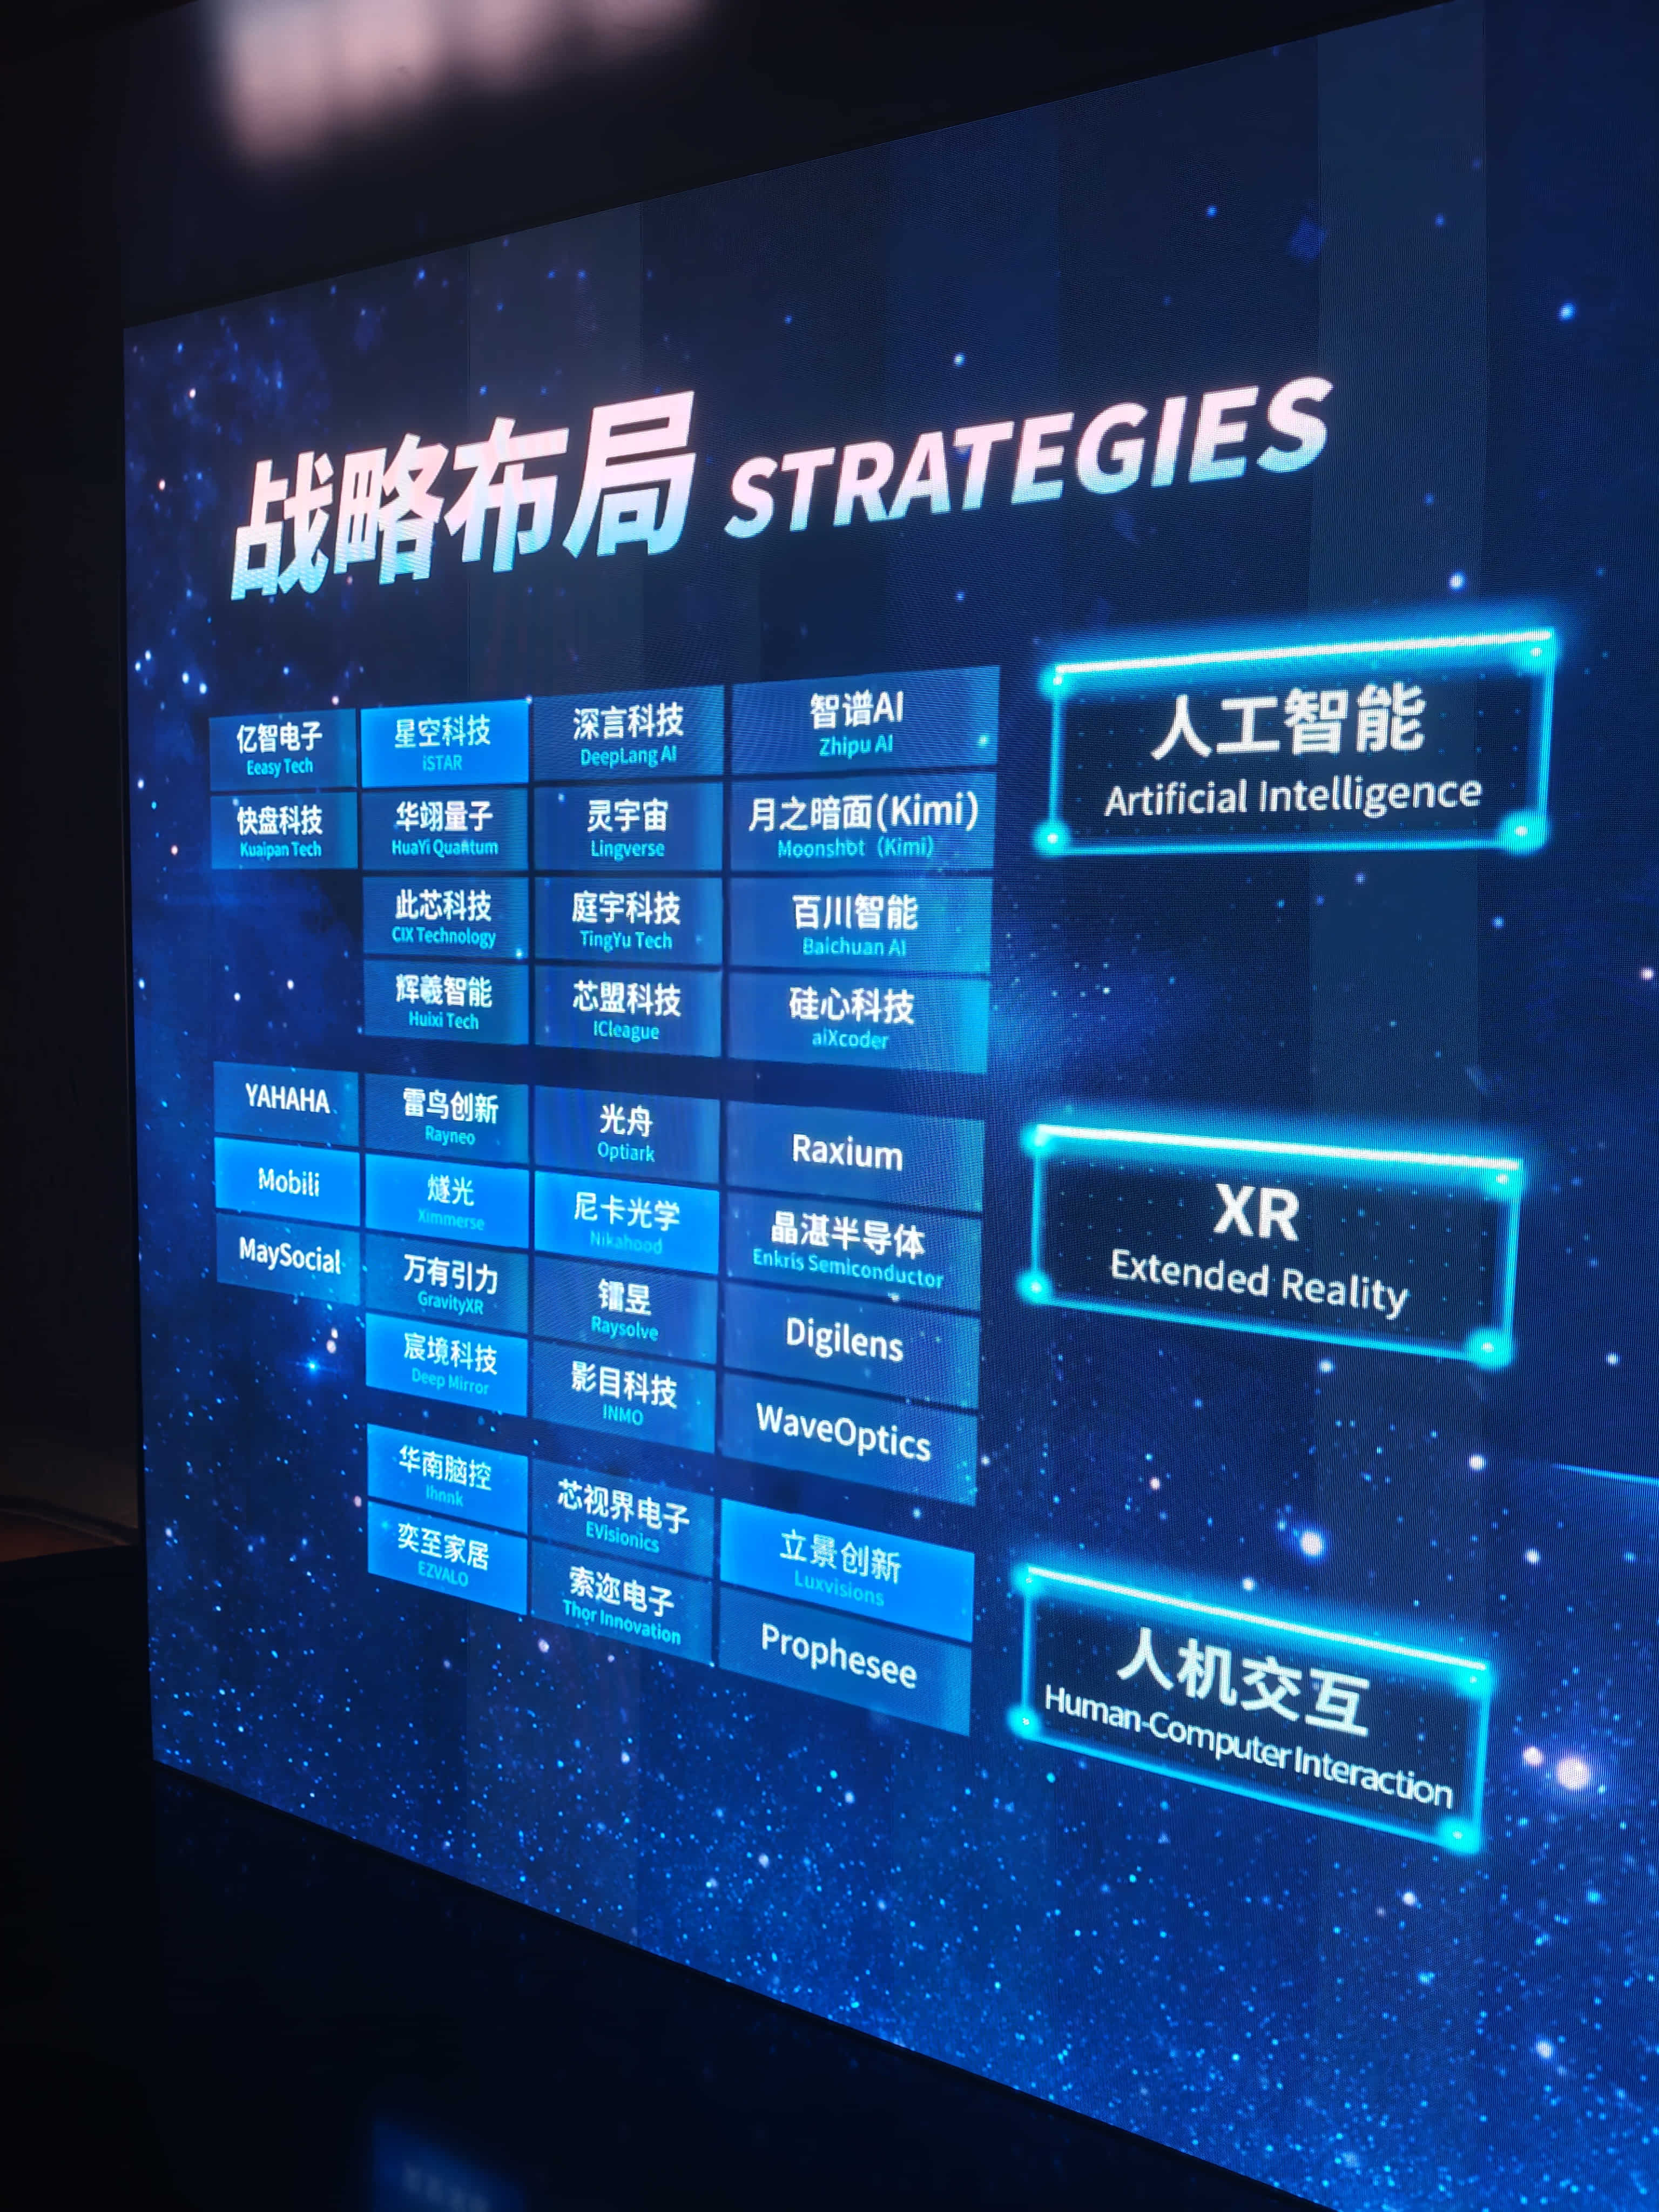 战略布局 STRATEGIES
亿智电子
Eeasy Tech
星空科技
iSTAR
深言科技
DeepLang AI
智谱AI
Zhipu AI
快盘科技
Kuaipan Tech
华翊量子
HuaYi Quantum
灵宇宙
Lingverse
月之暗面(Kimi)
Moonshot（Kimi）
此芯科技
CIX Technology
庭宇科技
TingYu Tech
百川智能
Baichuan AI
辉羲智能
Huixi Tech
芯盟科技
ICleague
硅心科技
aiXcoder
人工智能
Artificial Intelligence
YAHAHA
雷鸟创新
Rayneo
光舟
Optiark
Raxium
Mobili
燧光
Ximmerse
尼卡光学
Nikahood
晶湛半导体
Enkris Semiconductor
MaySocial
万有引力
GravityXR
镭昱
Raysolve
Digilens
宸境科技
Deep Mirror
影目科技
INMO
WaveOptics
XR
Extended Reality
华南脑控
Ihnnk
芯视界电子
EVisionics
立景创新
Luxvisions
奕至家居
EZVALO
索迩电子
Thor Innovation
Prophesee
人机交互
Human-Computer Interaction